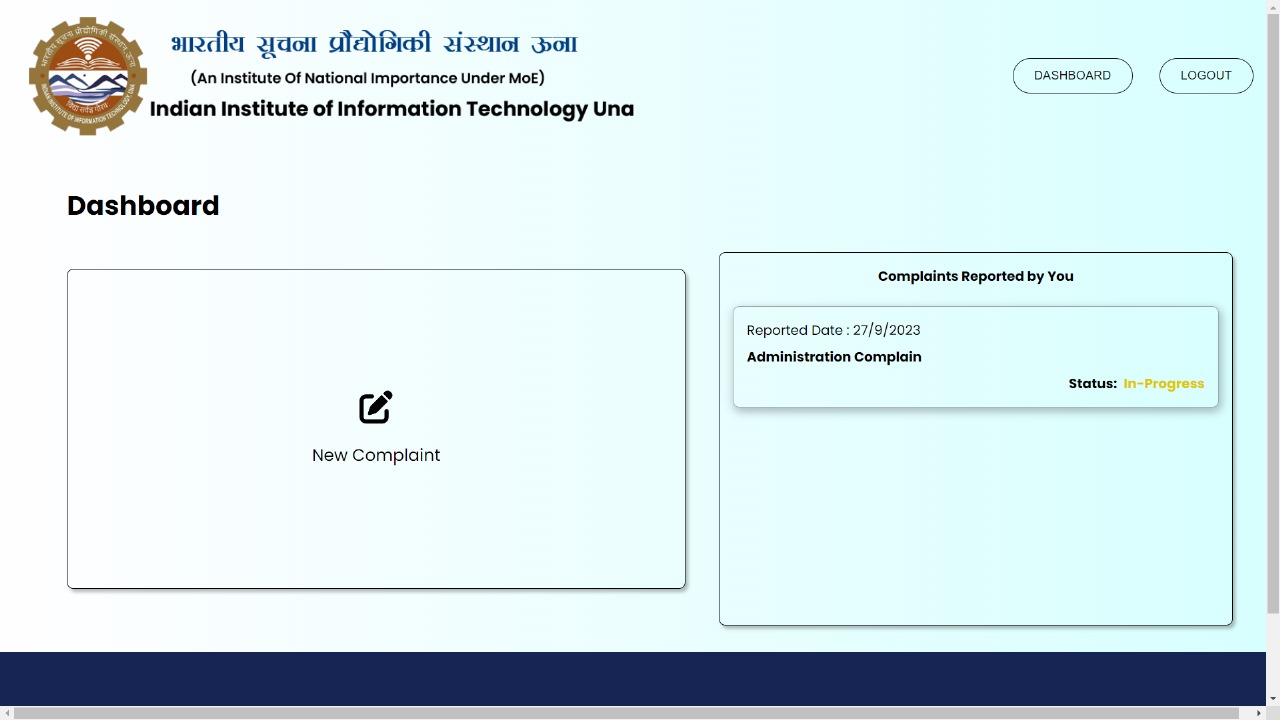 भारतीय सूचना प्रौद्योगिकी संस्थान ऊना
(An Institute Of National Importance Under MoE)
Indian Institute of Information Technology Una
DASHBOARD
LOGOUT
Dashboard
New Complaint
Complaints Reported by You
Reported Date : 27/9/2023
Administration Complain
Status: In-Progress